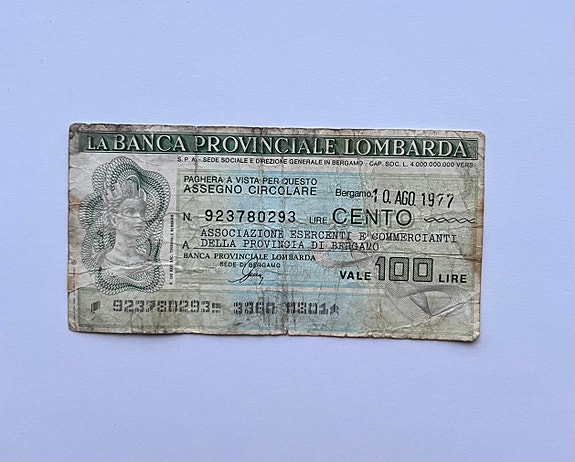 LA BANCA PROVINCIALE LOMBARDA
S.P.A. - SEDE SOCIALE E DIREZIONE GENERALE IN BERGAMO - CAP. SOC. L. 4.000.000.000 VERS.
PAGHERÀ A VISTA PER QUESTO
ASSEGNO CIRCOLARE Bergamo, 10. AGO. 1977
N. 923780293 LIRE CENTO
ASSOCIAZIONE ESERCENTI E COMMERCIANTI
A DELLA PROVINCIA DI BERGAMO
BANCA PROVINCIALE LOMBARDA
SEDE DI BERGAMO
VALE 100 LIRE
923780293